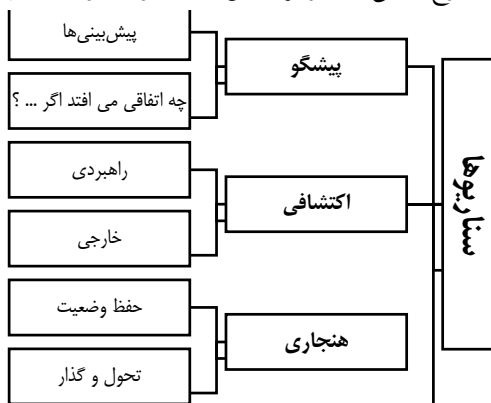 سناریوها
پیشگو
پیش‌بینی‌ها
چه اتفاقی می افتد اگر ... ؟
اکتشافی
راهبردی
خارجی
هنجاری
حفظ وضعیت
تحول و گذار